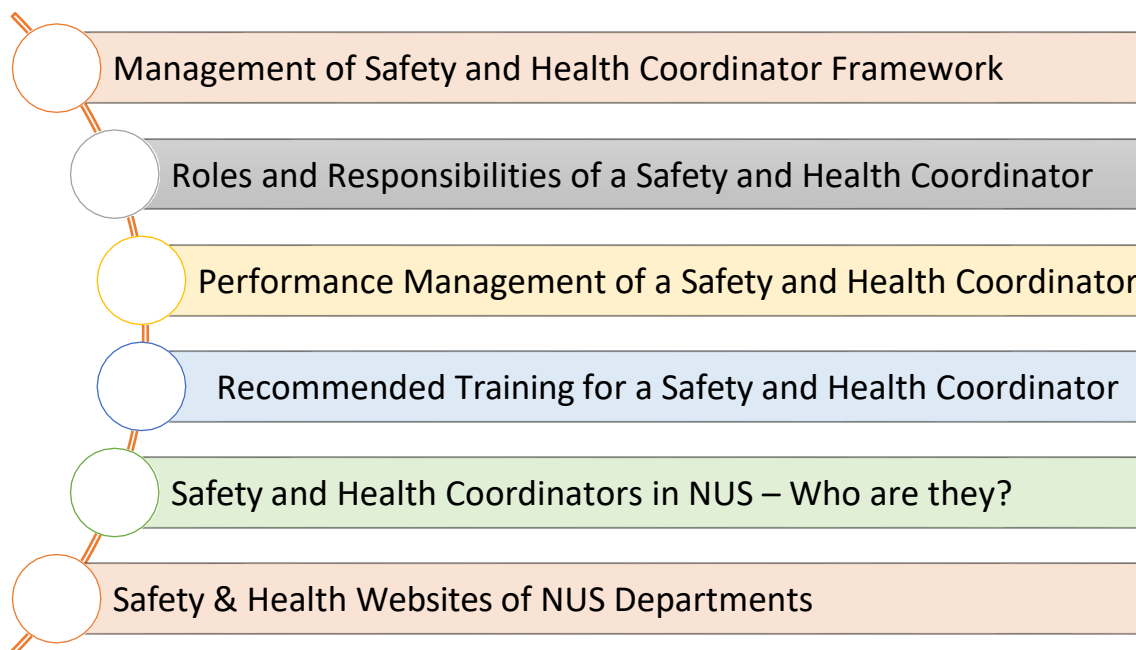 Management of Safety and Health Coordinator Framework
Roles and Responsibilities of a Safety and Health Coordinator
Performance Management of a Safety and Health Coordinator
Recommended Training for a Safety and Health Coordinator
Safety and Health Coordinators in NUS – Who are they?
Safety & Health Websites of NUS Departments